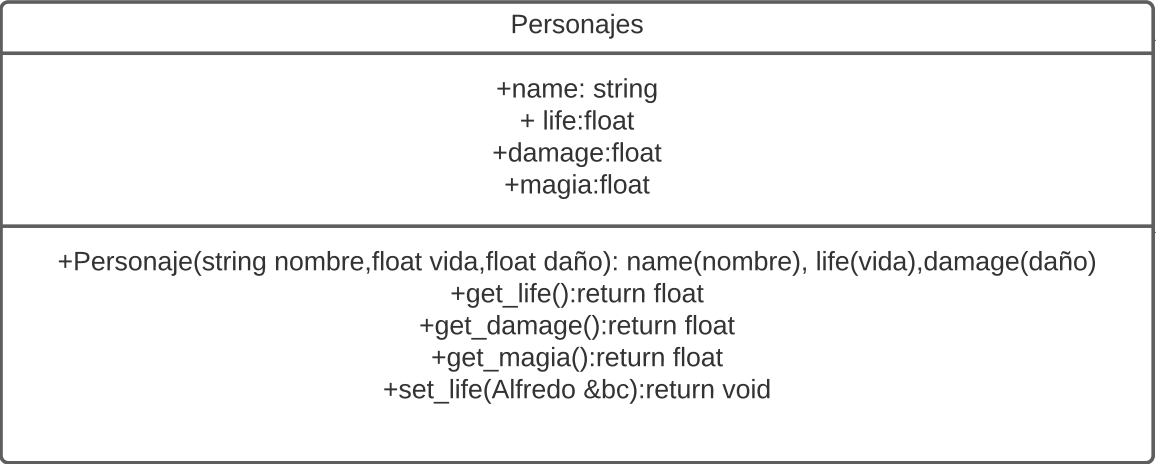 Personajes
+name: string
+ life:float
+damage:float
+magia:float
+Personaje(string nombre,float vida,float daño): name(nombre), life(vida),damage(daño)
+get_life():return float
+get_damage():return float
+get_magia():return float
+set_life(Alfredo &bc):return void